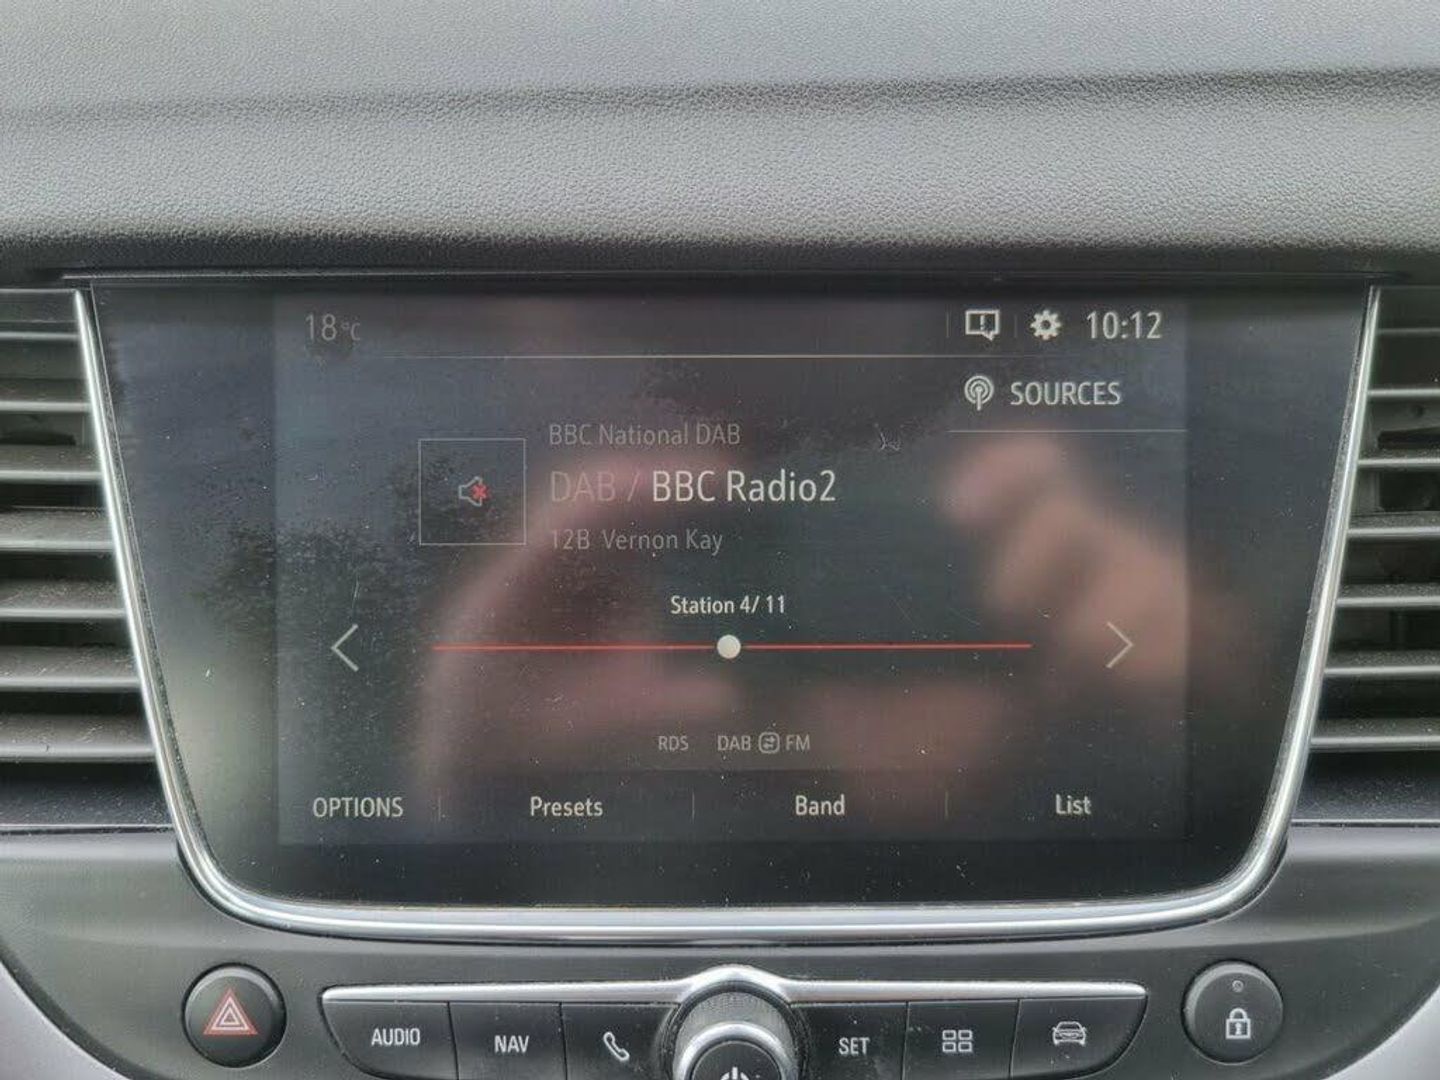 18°C
10:12
SOURCES
BBC National DAB
DAB / BBC Radio2
12B Vernon Kay
Station 4/ 11
RDS DAB FM
OPTIONS Presets Band List
AUDIO NAV SET